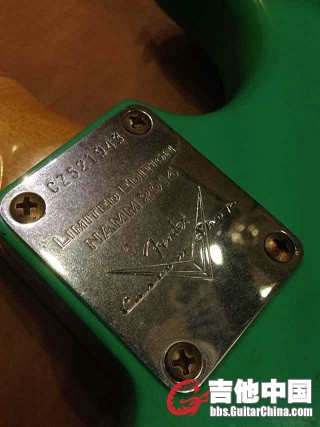 CZ521943
LIMITED EDITION
NAMM 2014
Fender
Custom Shop
吉他中国
bbs.GuitarChina.com